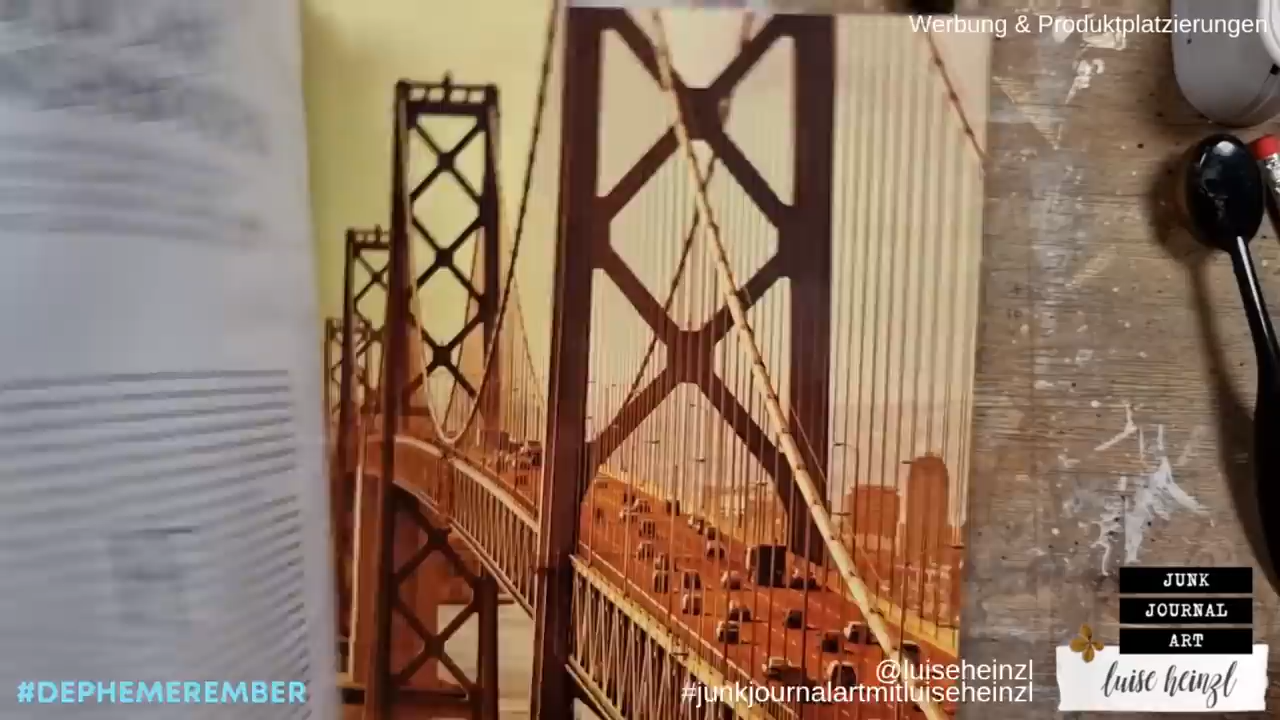 Werbung & Produktplatzierungen
JUNK
JOURNAL
ART
luise heinzl
@luiseheinzl
#junkjournalartmitluiseheinzl
#DEPHEMEREMBER